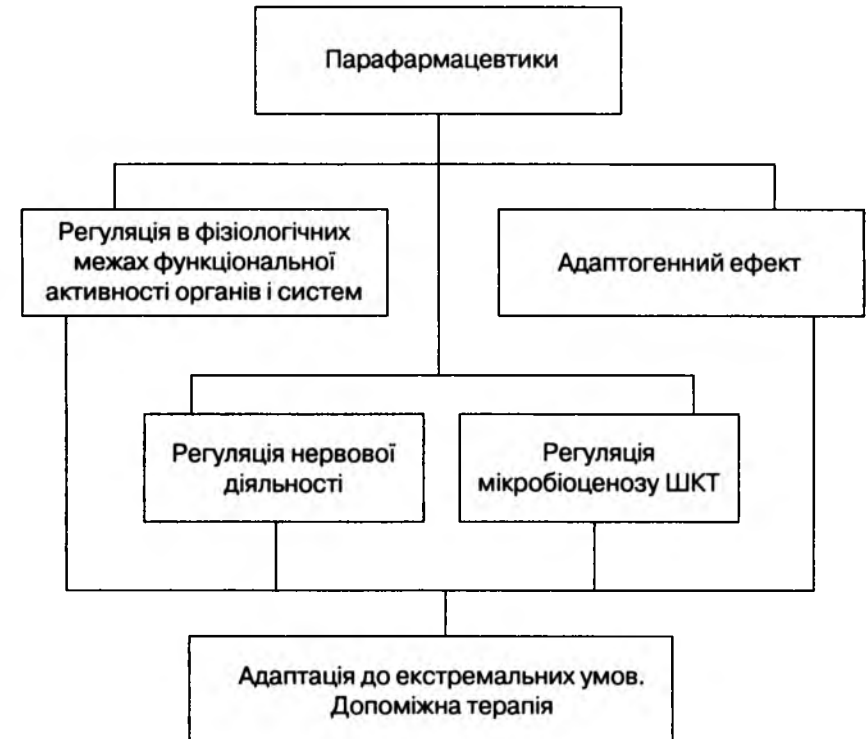 Парафармацевтики
Регуляція в фізіологічних
межах функціональної
активності органів і систем
Адаптогенний ефект
Регуляція нервової
діяльності
Регуляція
мікробіоценозу ШКТ
Адаптація до екстремальних умов.
Допоміжна терапія